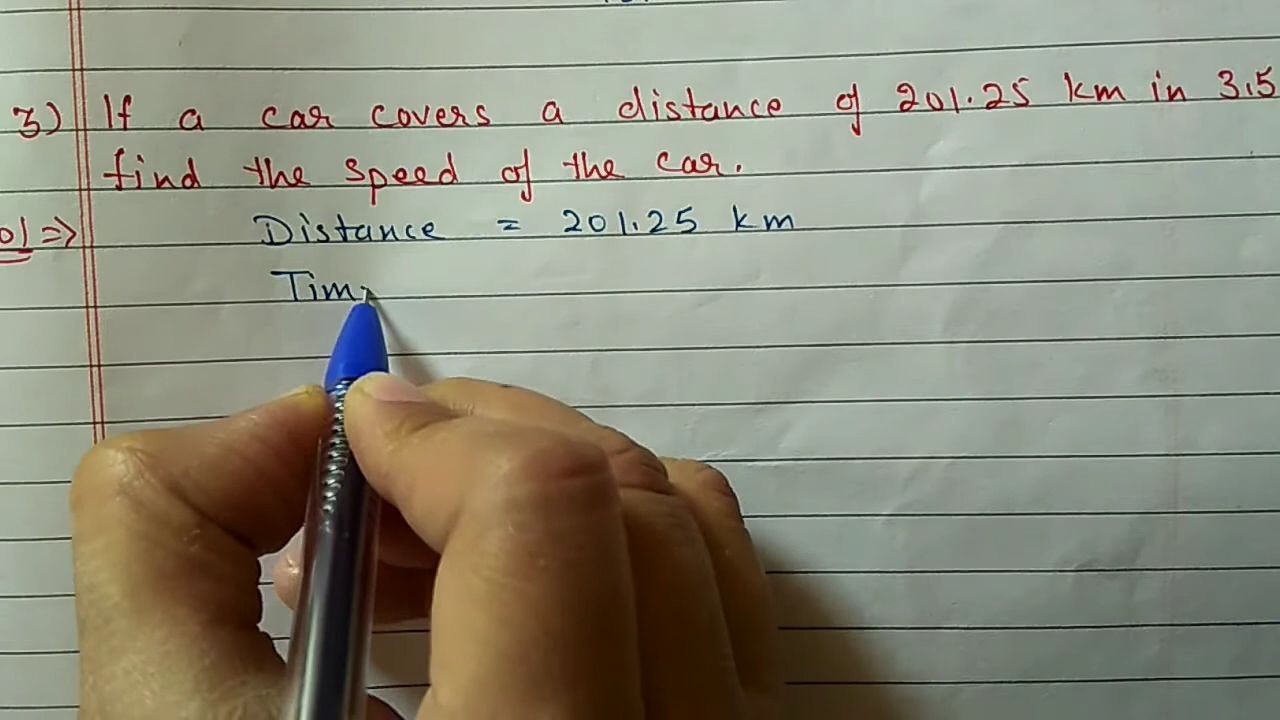 3) If a car covers a distance of 201.25 km in 3.5
find the speed of the car.
ol => Distance = 201.25 km
Tim